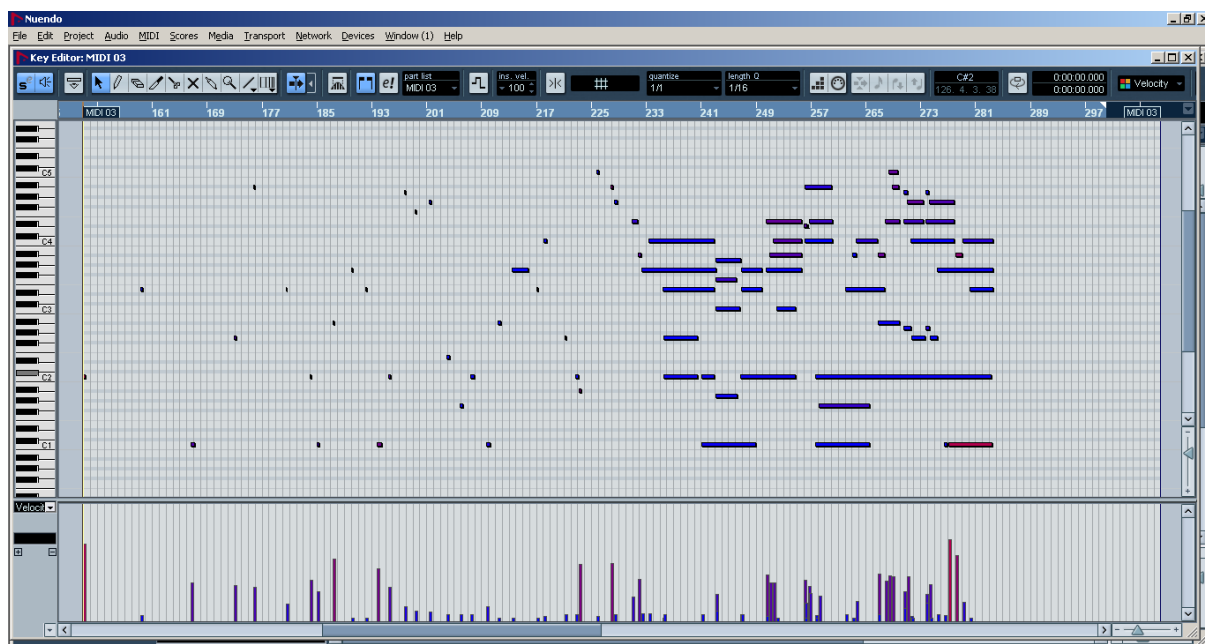 Nuendo
File Edit Project Audio MIDI Scores Media Transport Network Devices Window (1) Help
Key Editor: MIDI 03
part list ins. vel. quantize length Q C#2 0:00:00.000
S e! MIDI 03 100 1/1 1/16 126. 4. 3. 38 0:00:00.000 Velocity
MIDI 03 161 169 177 185 193 201 209 217 225 233 241 249 257 265 273 281 289 297 MIDI 03
C5
C4
C3
C2
C1
Velocit